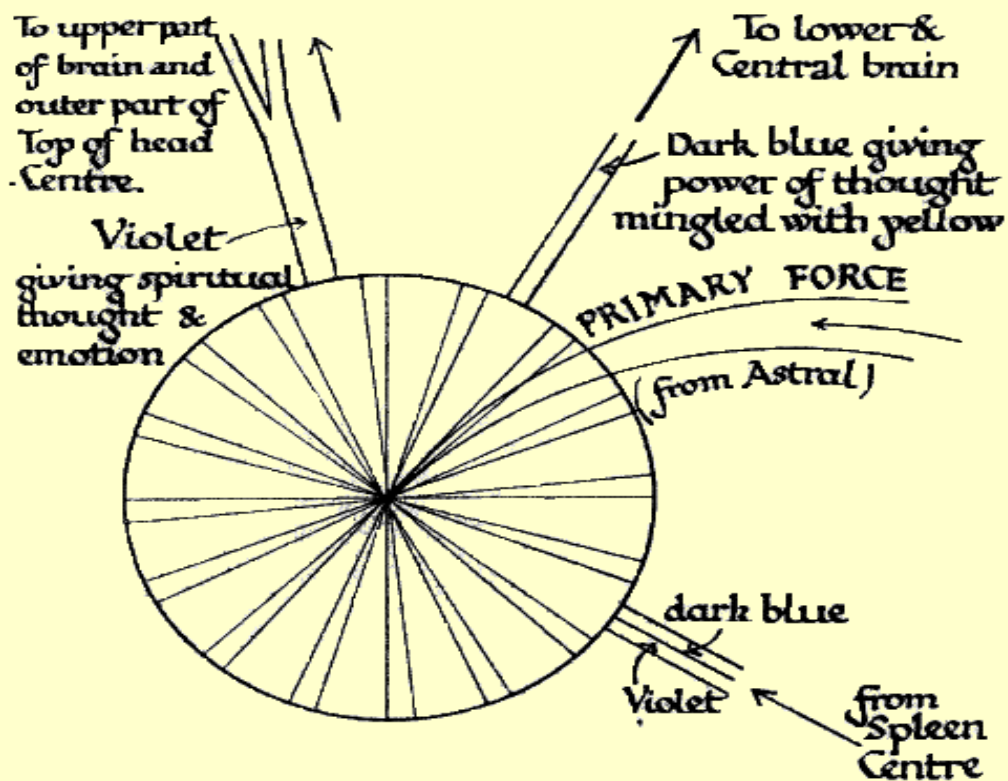 To upper part
of brain and
outer part of
Top of head
Centre.
Violet
giving spiritual
thought &
emotion
To lower &
Central brain
Dark blue giving
power of thought
mingled with yellow
PRIMARY FORCE
(from Astral)
dark blue
Violet
from
Spleen
Centre